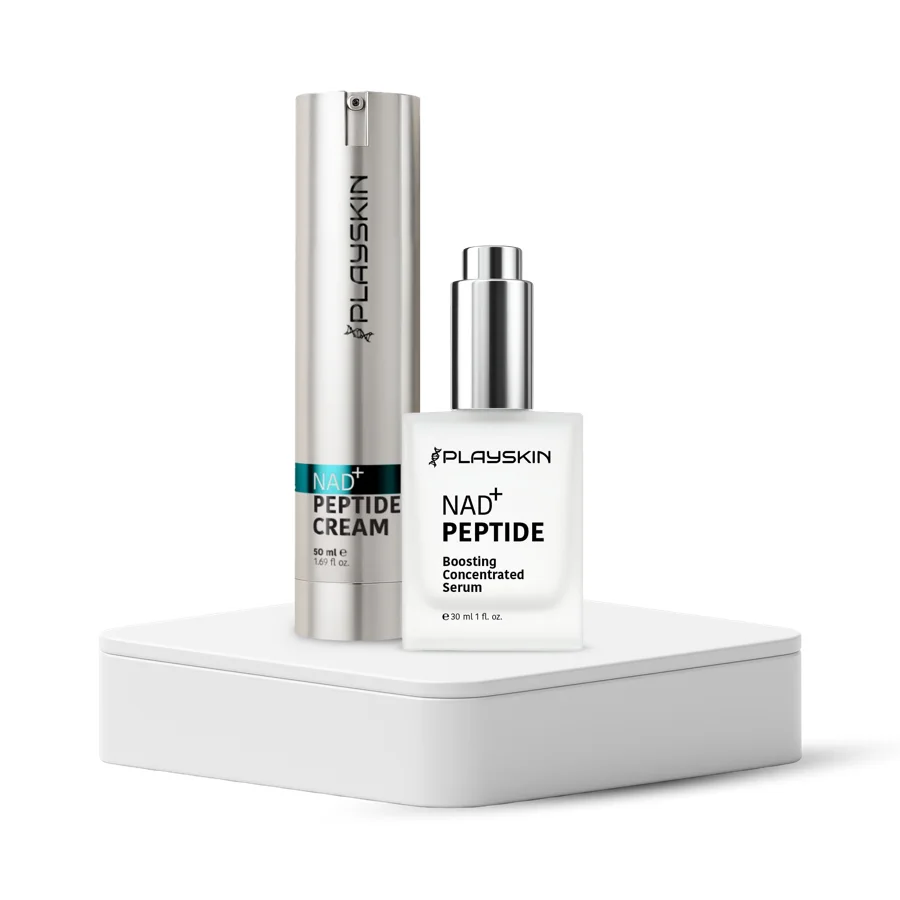 PLAYSKIN
NAD+
PEPTIDE
CREAM
50 ml ℮
1.69 fl oz.
PLAYSKIN
NAD+
PEPTIDE
Boosting
Concentrated
Serum
℮ 30 ml 1 fl. oz.